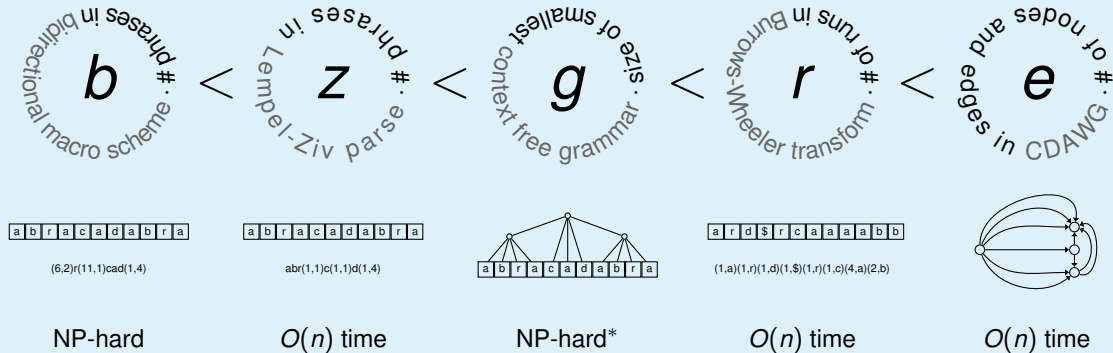 # phrases in bidirectional macro scheme ·
b
<
# phrases in Lempel-Ziv parse ·
z
<
size of smallest context free grammar ·
g
<
# of runs in Burrows-Wheeler transform ·
r
<
# of nodes and edges in CDAWG ·
e
a b r a c a d a b r a
a b r a c a d a b r a
a b r a c a d a b r a
a r d $ r c a a a a b b
(6,2)r(11,1)cad(1,4)
abr(1,1)c(1,1)d(1,4)
(1,a)(1,r)(1,d)(1,$)(1,r)(1,c)(4,a)(2,b)
NP-hard
O(n) time
NP-hard*
O(n) time
O(n) time